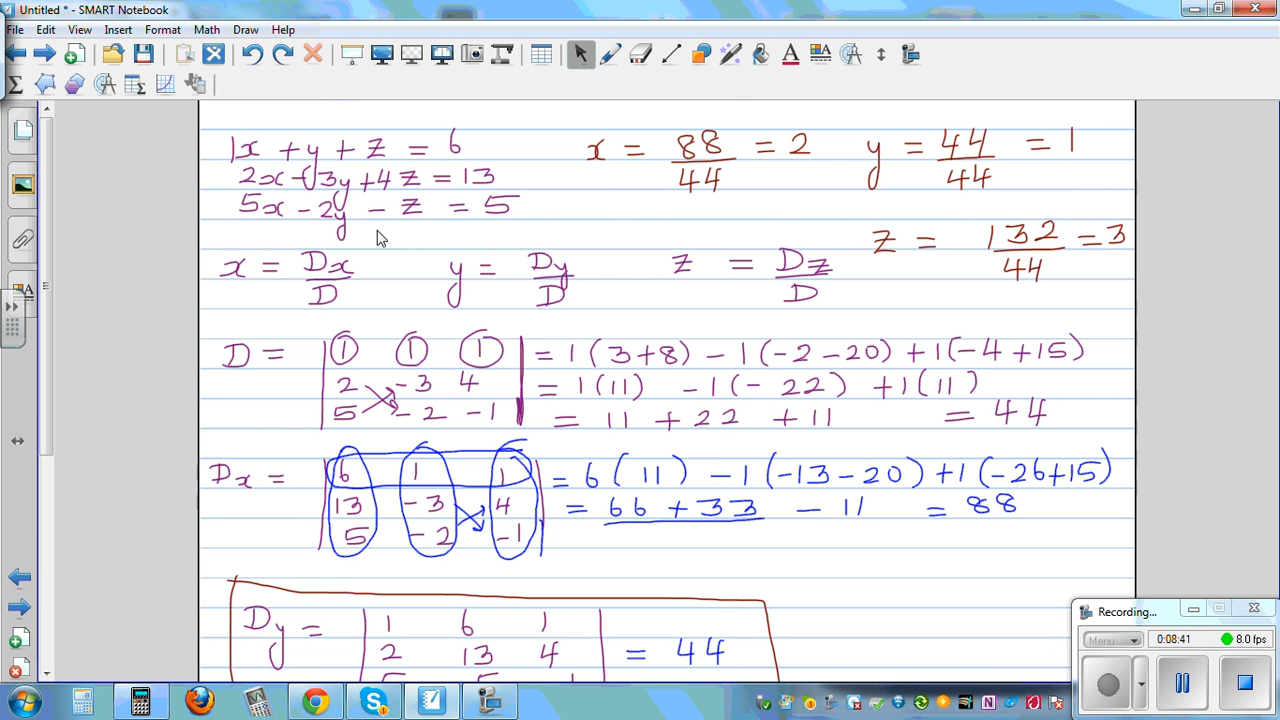 Untitled * - SMART Notebook
File Edit View Insert Format Math Draw Help
1x + y + z = 6
2x - 3y + 4z = 13
5x - 2y - z = 5
x = 88/44 = 2
y = 44/44 = 1
z = 132/44 = 3
x = Dx/D
y = Dy/D
z = Dz/D
D = | 1 1 1 | = 1(3+8) - 1(-2-20) + 1(-4+15)
| 2 -3 4 | = 1(11) - 1(-22) + 1(11)
| 5 -2 -1 | = 11 + 22 + 11 = 44
Dx = | 6 1 1 | = 6(11) - 1(-13-20) + 1(-26+15)
| 13 -3 4 | = 66 + 33 - 11 = 88
| 5 -2 -1 |
Dy = | 1 6 1 |
| 2 13 4 | = 44
Recording...
Menu
0:08:41
8.0 fps